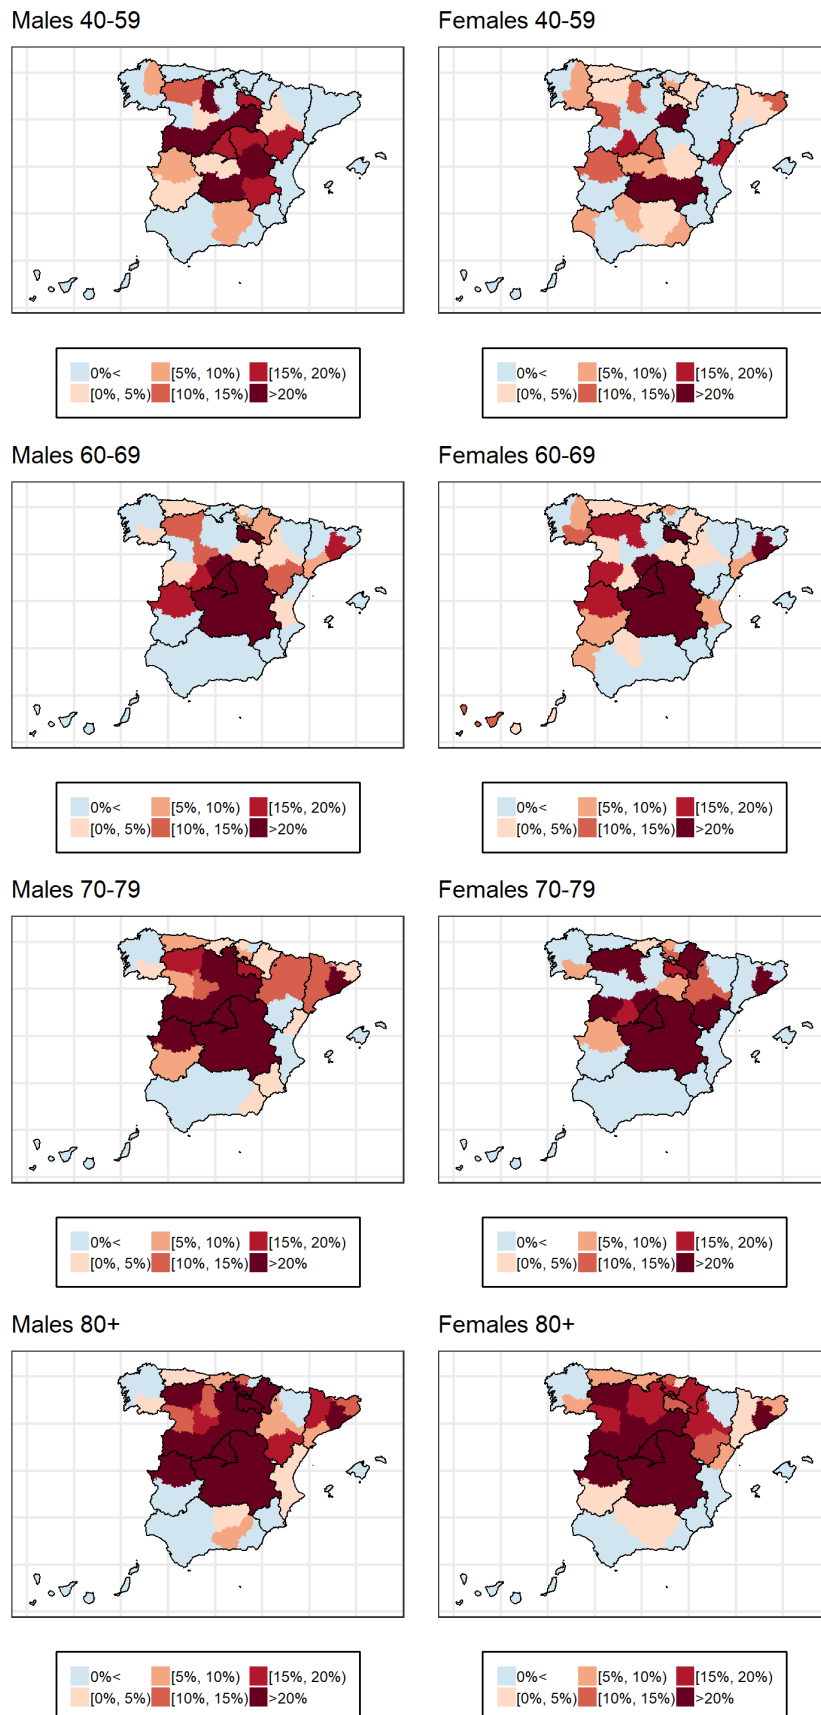 Males 40-59 Females 40-59
0%< [5%, 10%) [15%, 20%) 0%< [5%, 10%) [15%, 20%)
[0%, 5%) [10%, 15%) >20% [0%, 5%) [10%, 15%) >20%
Males 60-69 Females 60-69
0%< [5%, 10%) [15%, 20%) 0%< [5%, 10%) [15%, 20%)
[0%, 5%) [10%, 15%) >20% [0%, 5%) [10%, 15%) >20%
Males 70-79 Females 70-79
0%< [5%, 10%) [15%, 20%) 0%< [5%, 10%) [15%, 20%)
[0%, 5%) [10%, 15%) >20% [0%, 5%) [10%, 15%) >20%
Males 80+ Females 80+
0%< [5%, 10%) [15%, 20%) 0%< [5%, 10%) [15%, 20%)
[0%, 5%) [10%, 15%) >20% [0%, 5%) [10%, 15%) >20%